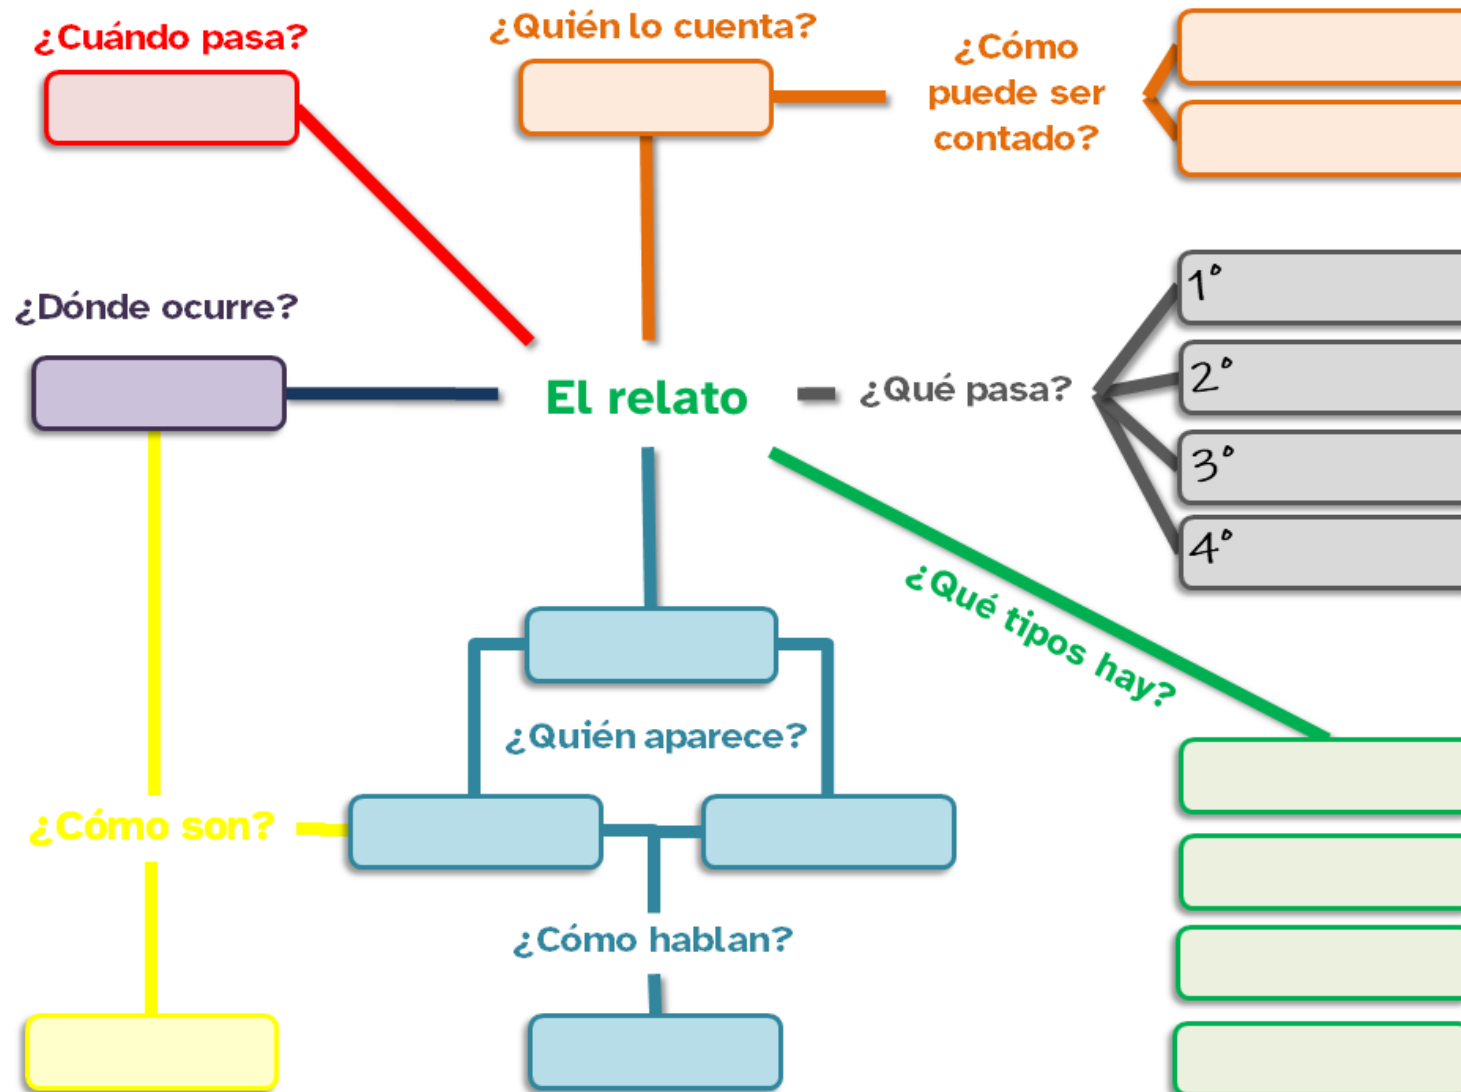 ¿Cuándo pasa?
¿Quién lo cuenta?
¿Cómo
puede ser
contado?
¿Dónde ocurre?
El relato
¿Qué pasa?
1°
2°
3°
4°
¿Qué tipos hay?
¿Quién aparece?
¿Cómo son?
¿Cómo hablan?